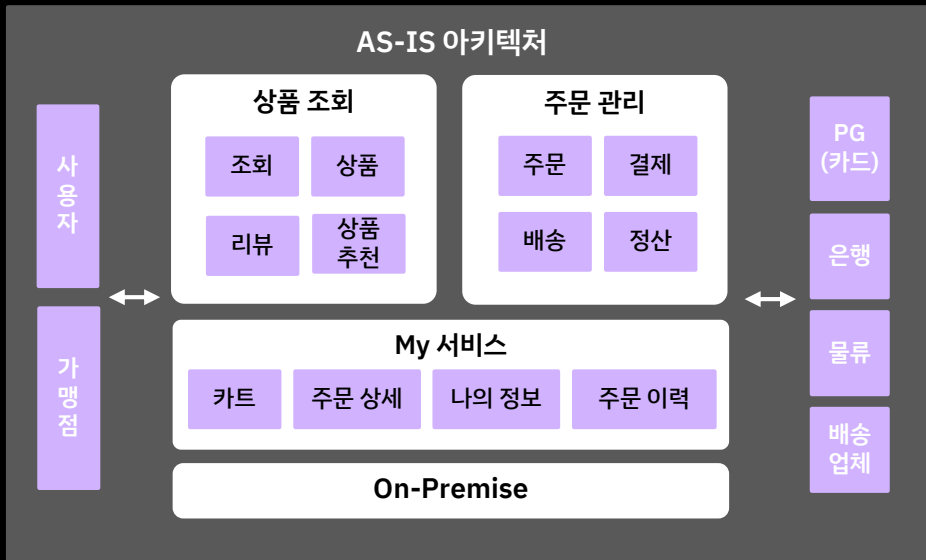 AS-IS 아키텍처
사
용
자
가
맹
점
상품 조회
조회
상품
리뷰
상품
추천
주문 관리
주문
결제
배송
정산
My 서비스
카트
주문 상세
나의 정보
주문 이력
On-Premise
PG
(카드)
은행
물류
배송
업체